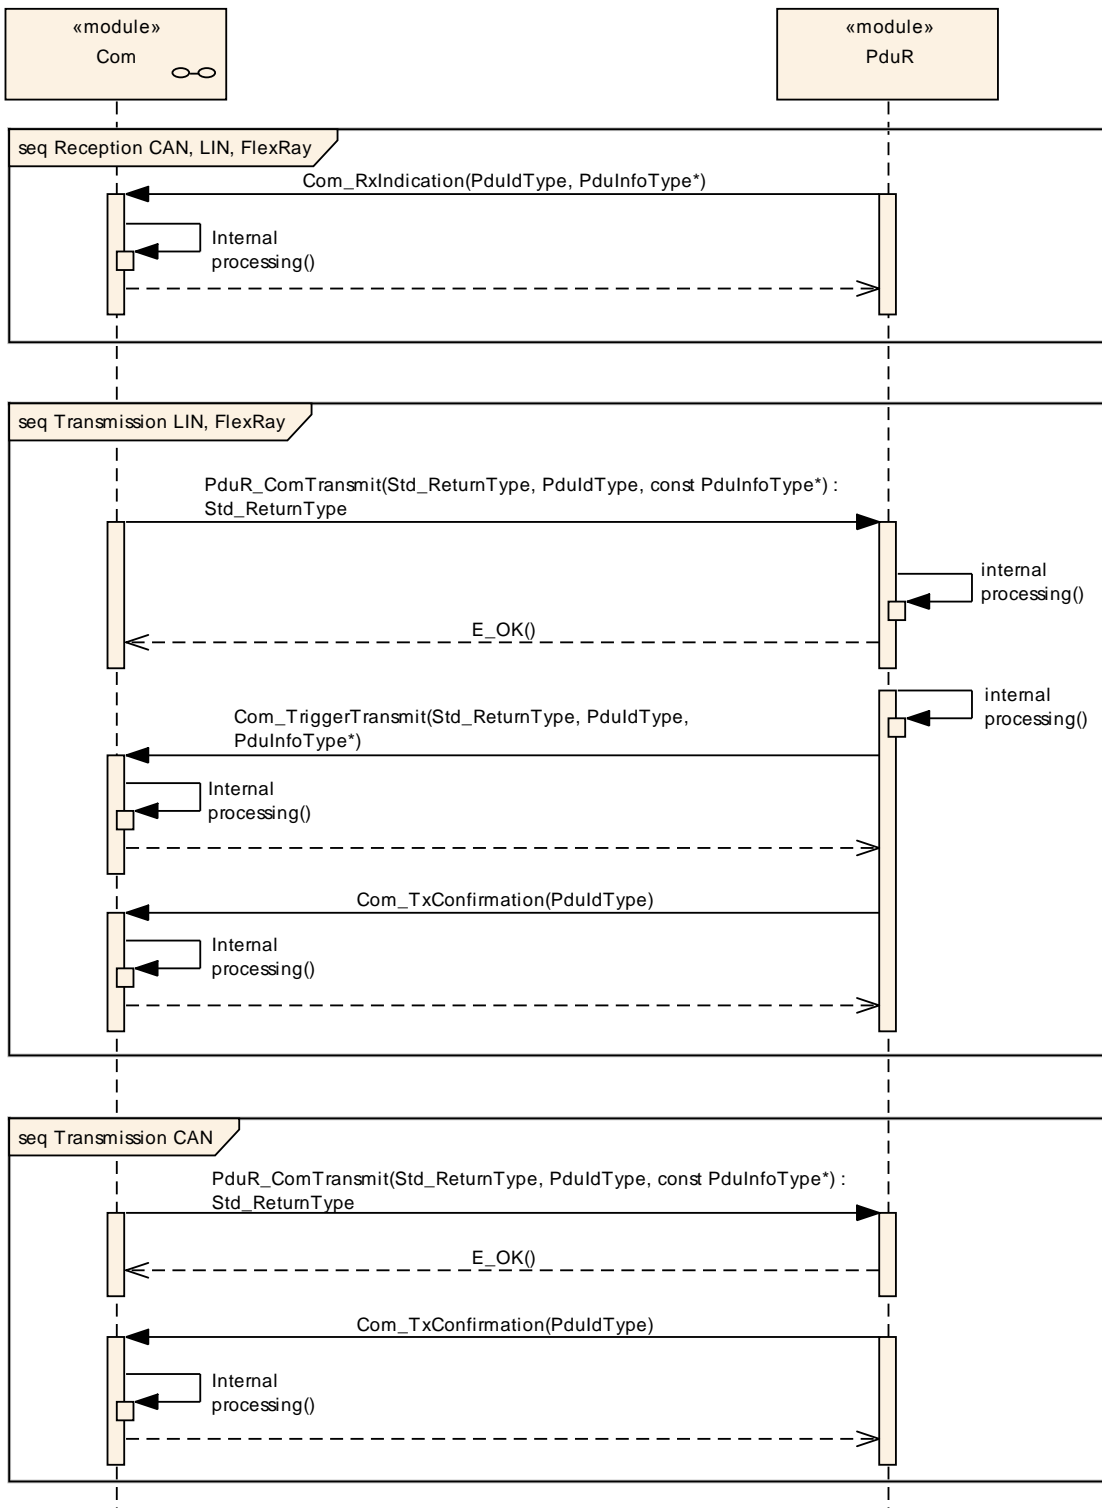 «module»
Com
«module»
PduR
seq Reception CAN, LIN, FlexRay
Com_RxIndication(PduIdType, PduInfoType*)
Internal
processing()
seq Transmission LIN, FlexRay
PduR_ComTransmit(Std_ReturnType, PduIdType, const PduInfoType*) :
Std_ReturnType
internal
processing()
E_OK()
internal
processing()
Com_TriggerTransmit(Std_ReturnType, PduIdType,
PduInfoType*)
Internal
processing()
Com_TxConfirmation(PduIdType)
Internal
processing()
seq Transmission CAN
PduR_ComTransmit(Std_ReturnType, PduIdType, const PduInfoType*) :
Std_ReturnType
E_OK()
Com_TxConfirmation(PduIdType)
Internal
processing()